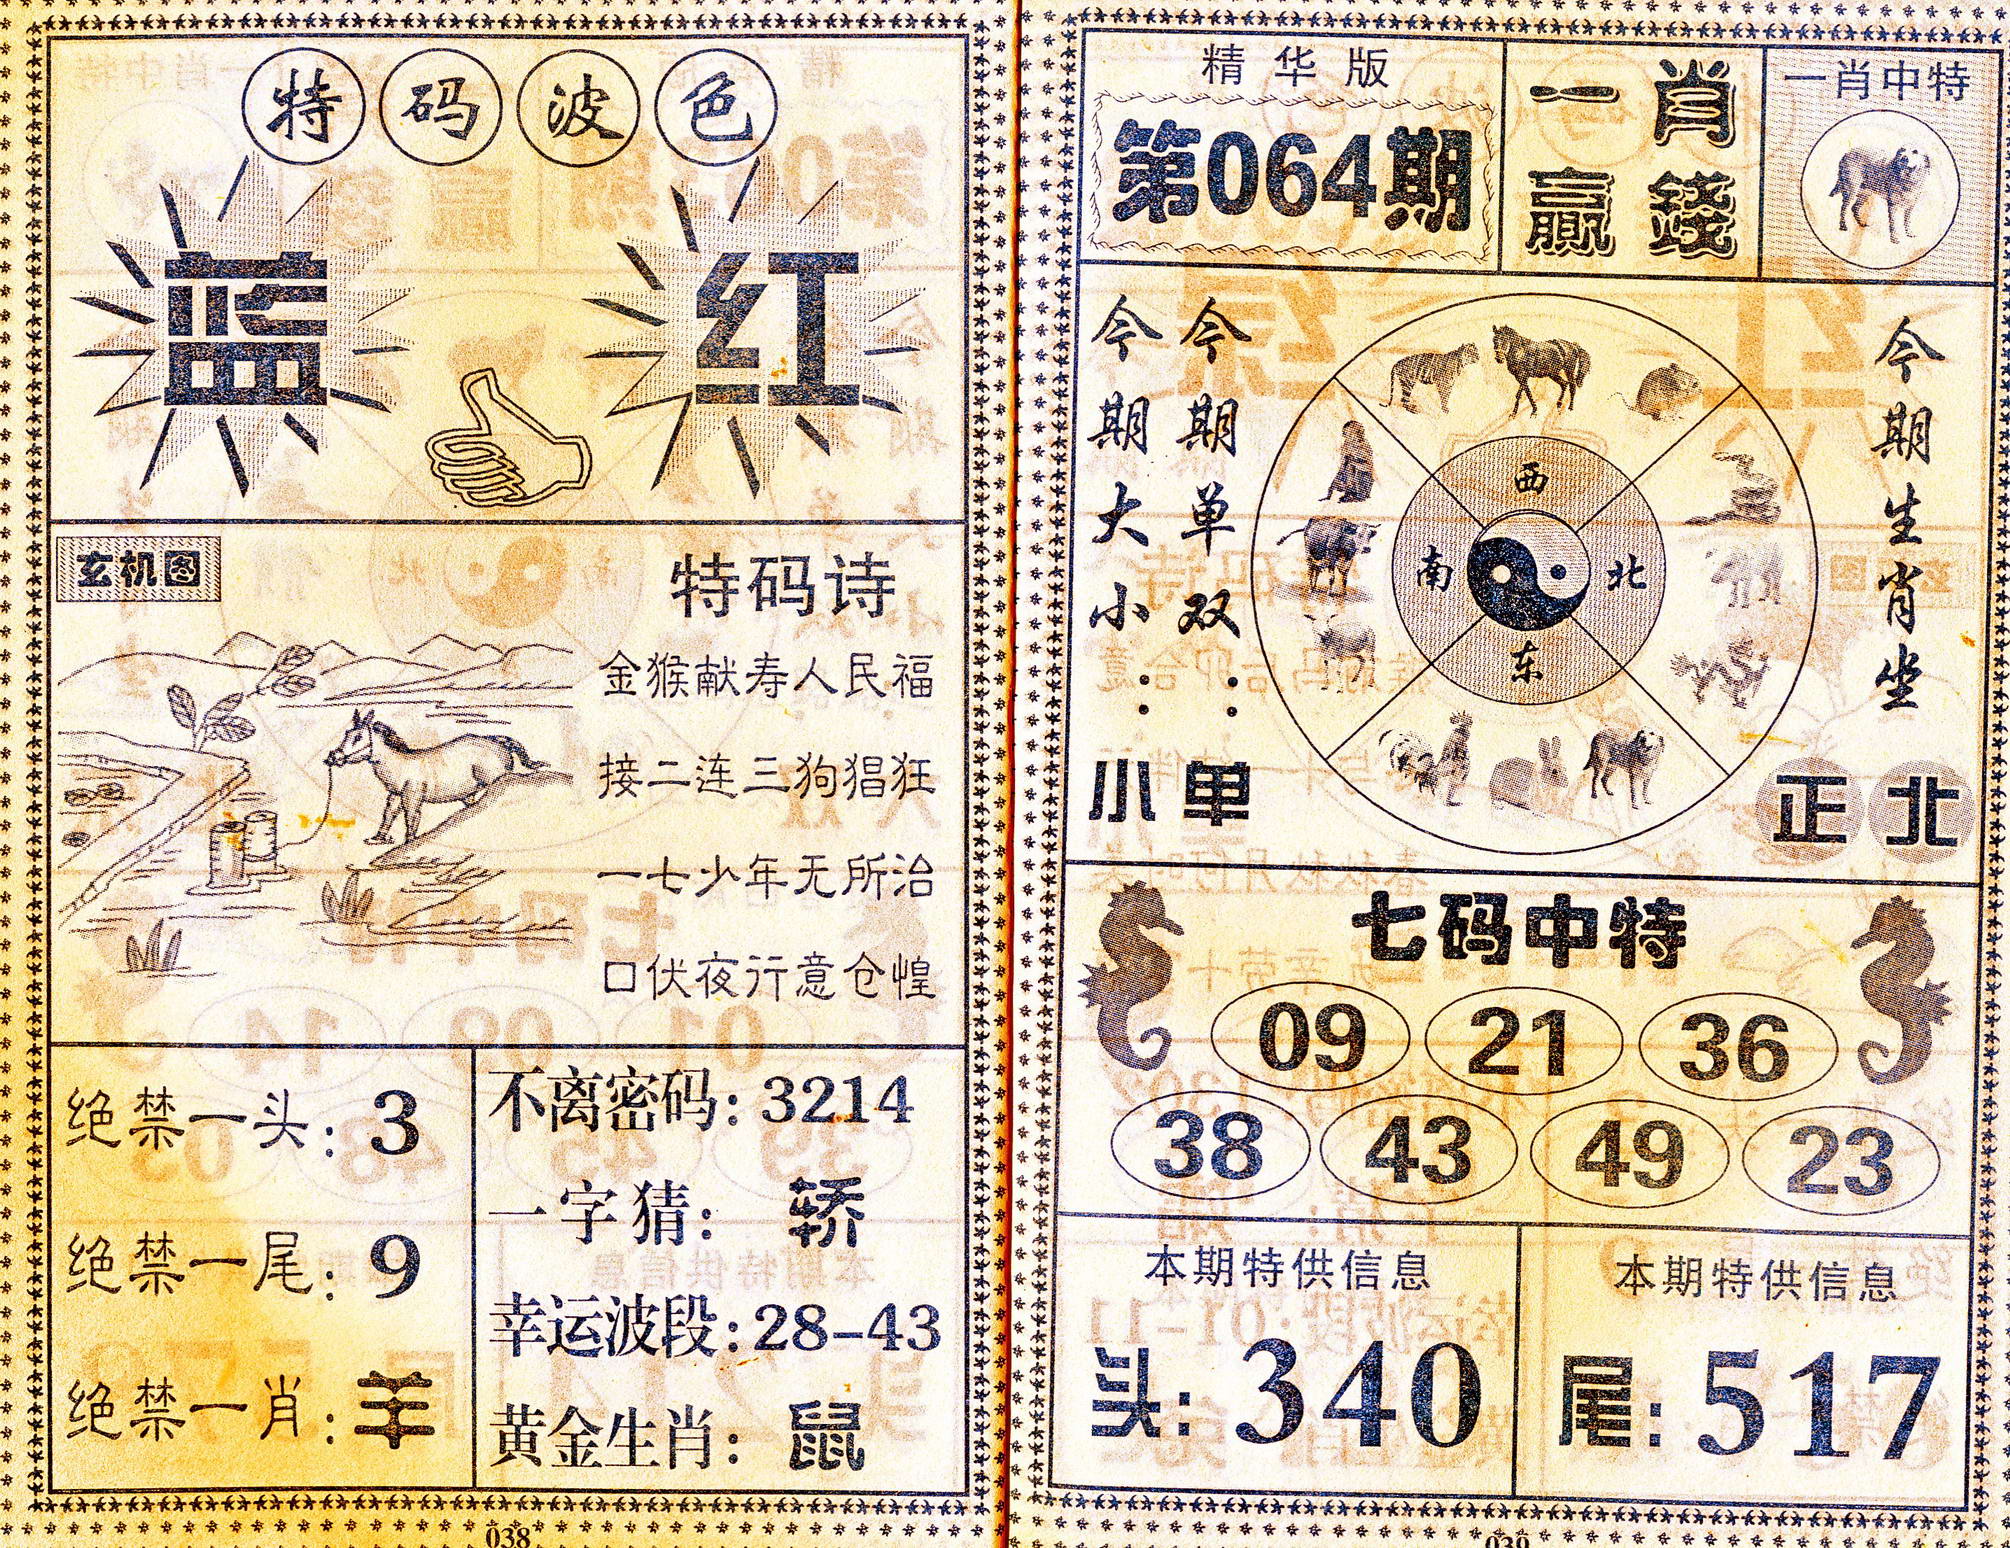 特码波色
蓝 红
玄机图
特码诗
金猴献寿人民福
接二连三狗猖狂
一七少年无所治
口伏夜行意仓惶
绝禁一头: 3
绝禁一尾: 9
绝禁一肖: 羊
不离密码: 3214
一字猜: 轿
幸运波段: 28-43
黄金生肖: 鼠
038
精华版
第064期
一肖
赢錢
一肖中特
今期大小: 小
今期单双: 单
西
南 北
东
今期生肖坐
正北
七码中特
09 21 36
38 43 49 23
本期特供信息
头: 340
本期特供信息
尾: 517
039